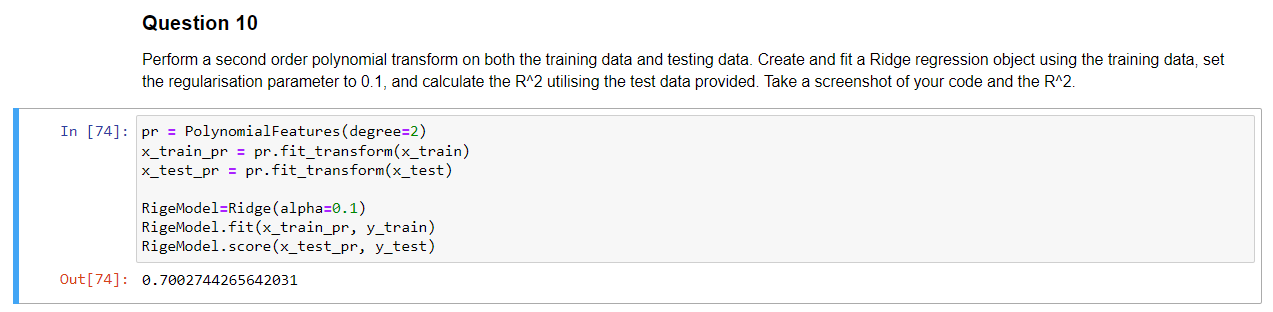 Question 10
Perform a second order polynomial transform on both the training data and testing data. Create and fit a Ridge regression object using the training data, set
the regularisation parameter to 0.1, and calculate the R^2 utilising the test data provided. Take a screenshot of your code and the R^2.
In [74]: pr = PolynomialFeatures(degree=2)
x_train_pr = pr.fit_transform(x_train)
x_test_pr = pr.fit_transform(x_test)
RigeModel=Ridge(alpha=0.1)
RigeModel.fit(x_train_pr, y_train)
RigeModel.score(x_test_pr, y_test)
Out[74]: 0.7002744265642031